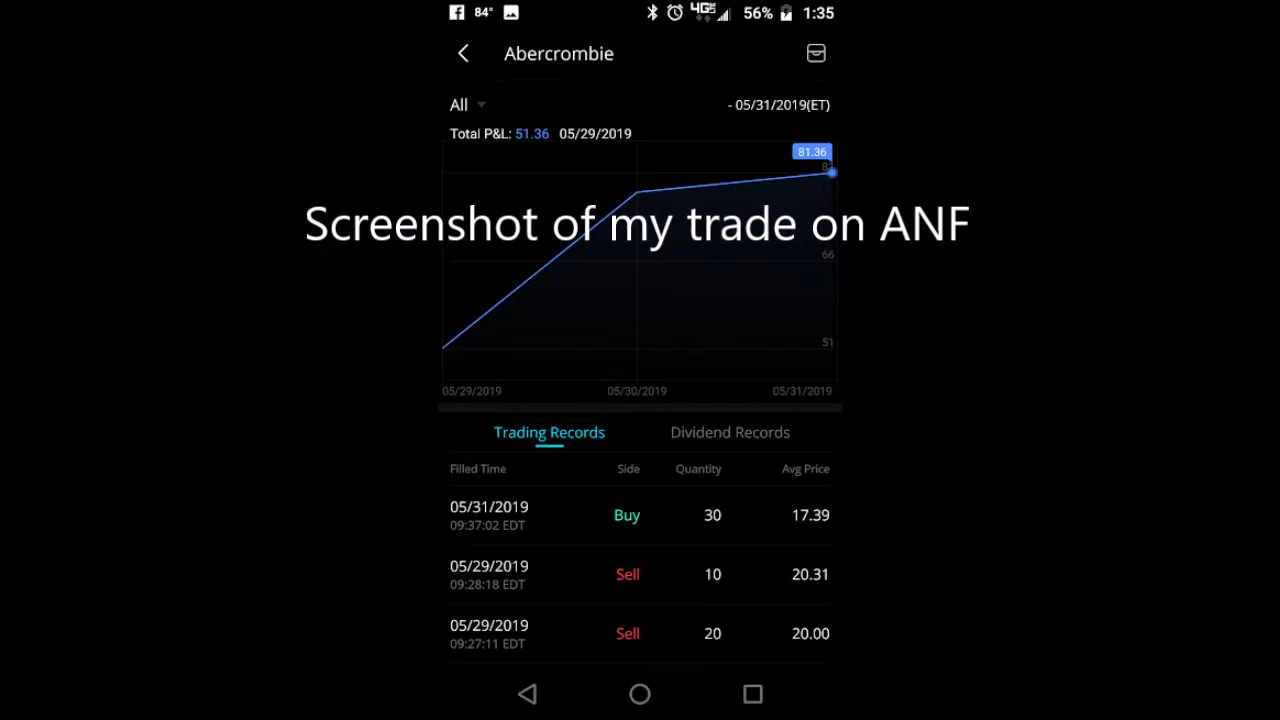 84° 56% 1:35
Abercrombie
All - 05/31/2019(ET)
Total P&L: 51.36 05/29/2019
81.36
81
Screenshot of my trade on ANF
66
51
05/29/2019 05/30/2019 05/31/2019
Trading Records Dividend Records
Filled Time Side Quantity Avg Price
05/31/2019
09:37:02 EDT
Buy 30 17.39
05/29/2019
09:28:18 EDT
Sell 10 20.31
05/29/2019
09:27:11 EDT
Sell 20 20.00